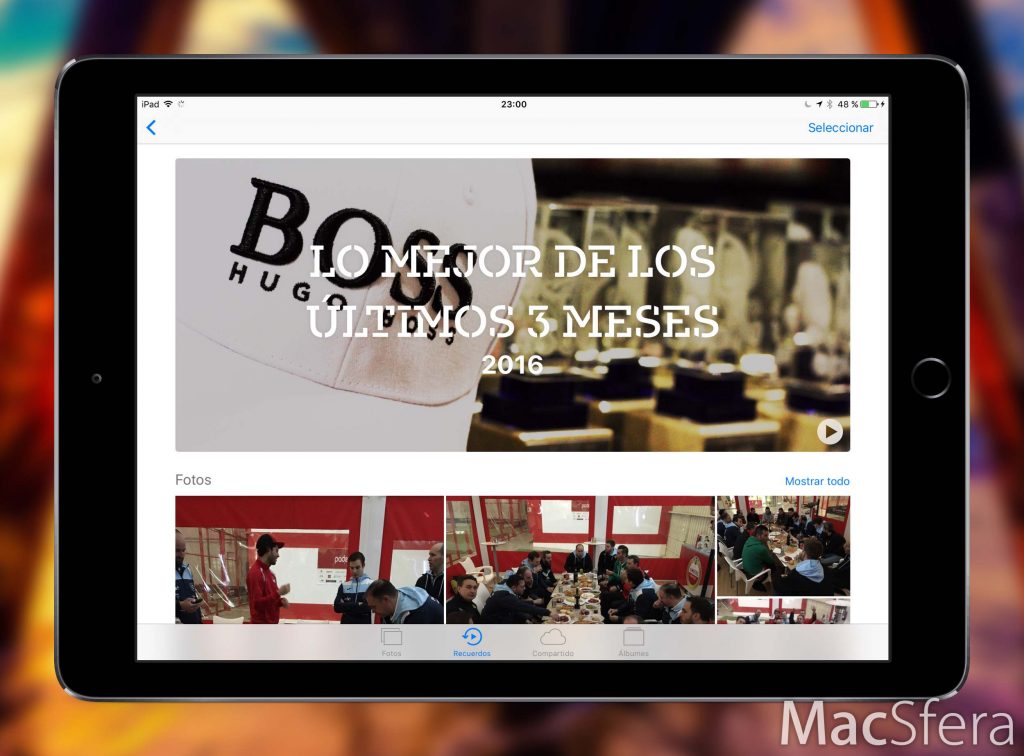 iPad
23:00
48 %
Seleccionar
BOSS
HUGO BOSS
LO MEJOR DE LOS
ÚLTIMOS 3 MESES
2016
Fotos
Mostrar todo
Fotos
Recuerdos
Compartido
Álbumes
MacSfera